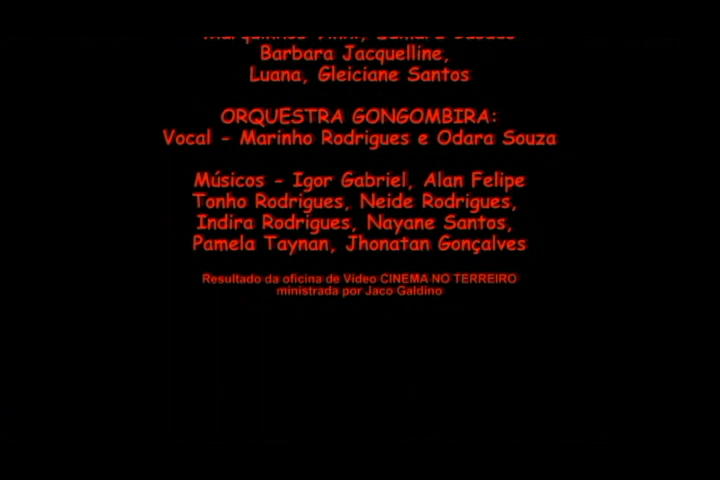 Barbara Jacquelline,
Luana, Gleiciane Santos
ORQUESTRA GONGOMBIRA:
Vocal - Marinho Rodrigues e Odara Souza
Músicos - Igor Gabriel, Alan Felipe
Tonho Rodrigues, Neide Rodrigues,
Indira Rodrigues, Nayane Santos,
Pamela Taynan, Jhonatan Gonçalves
Resultado da oficina de Vídeo CINEMA NO TERREIRO
ministrada por Jaco Galdino